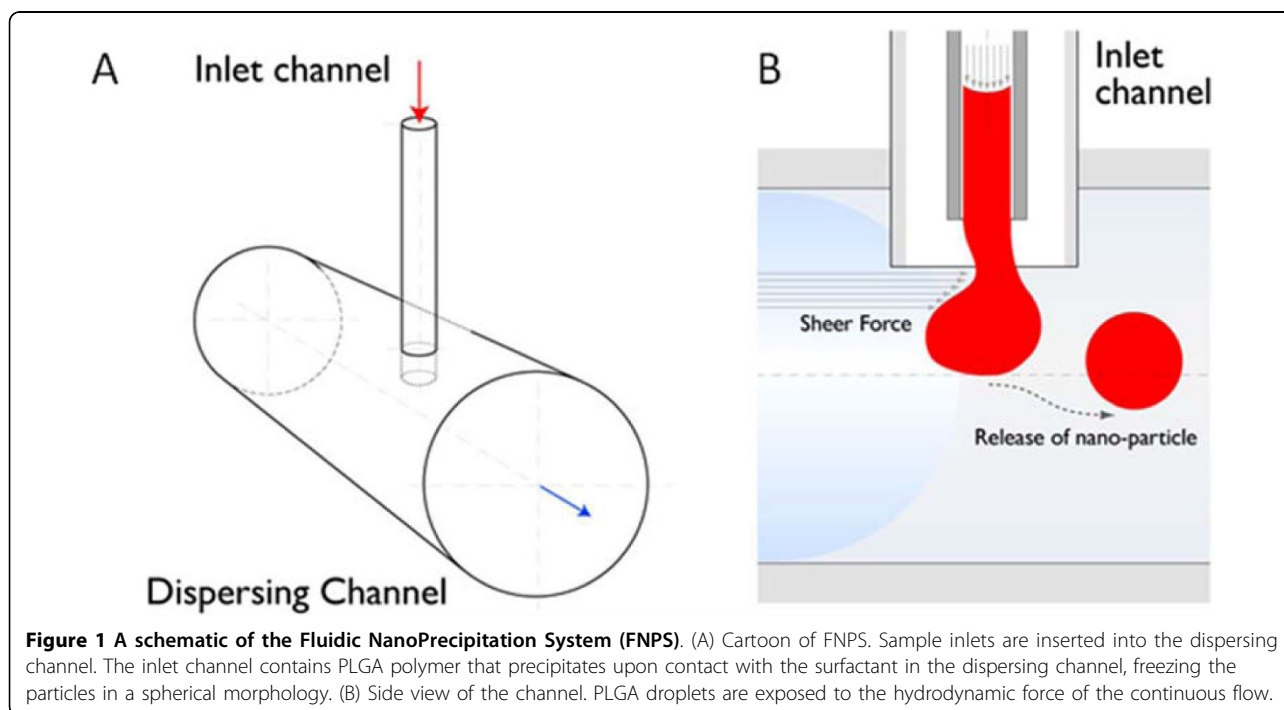 A
Inlet channel
Dispersing Channel
B
Inlet
channel
Sheer Force
Release of nano-particle
Figure 1 A schematic of the Fluidic NanoPrecipitation System (FNPS). (A) Cartoon of FNPS. Sample inlets are inserted into the dispersing
channel. The inlet channel contains PLGA polymer that precipitates upon contact with the surfactant in the dispersing channel, freezing the
particles in a spherical morphology. (B) Side view of the channel. PLGA droplets are exposed to the hydrodynamic force of the continuous flow.